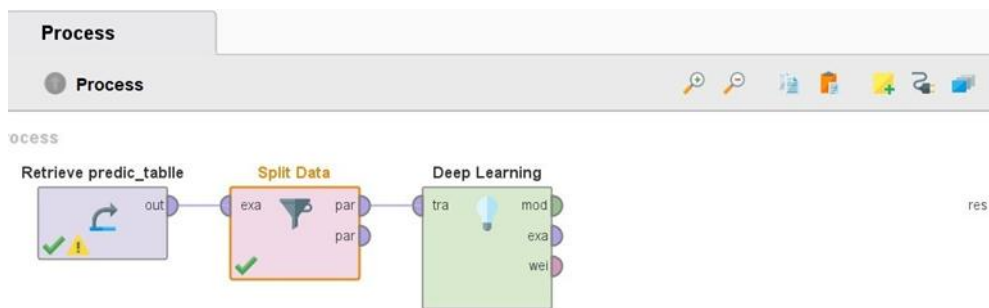 Process
Process
ocess
Retrieve predic_tablle
Split Data
Deep Learning
out
exa
par
tra
mod
res
par
exa
wei